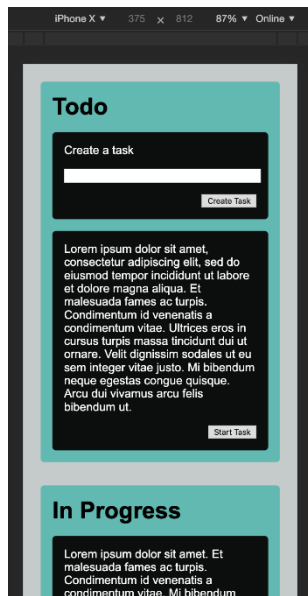 iPhone X ▼ 375 × 812 87% ▼ Online ▼
Todo
Create a task
Create Task
Lorem ipsum dolor sit amet,
consectetur adipiscing elit, sed do
eiusmod tempor incididunt ut labore
et dolore magna aliqua. Et
malesuada fames ac turpis.
Condimentum id venenatis a
condimentum vitae. Ultrices eros in
cursus turpis massa tincidunt dui ut
ornare. Velit dignissim sodales ut eu
sem integer vitae justo. Mi bibendum
neque egestas congue quisque.
Arcu dui vivamus arcu felis
bibendum ut.
Start Task
In Progress
Lorem ipsum dolor sit amet. Et
malesuada fames ac turpis.
Condimentum id venenatis a
condimentum vitae. Mi bibendum